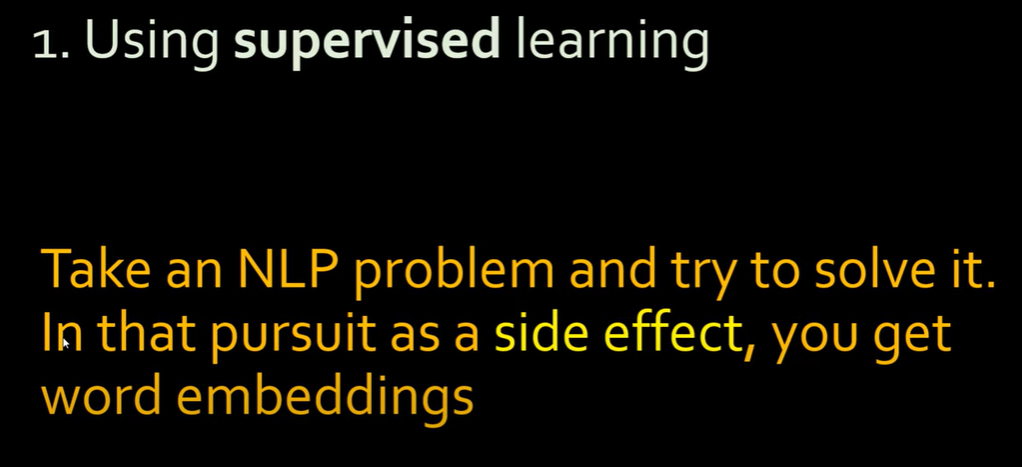 1. Using supervised learning
Take an NLP problem and try to solve it.
In that pursuit as a side effect, you get
word embeddings